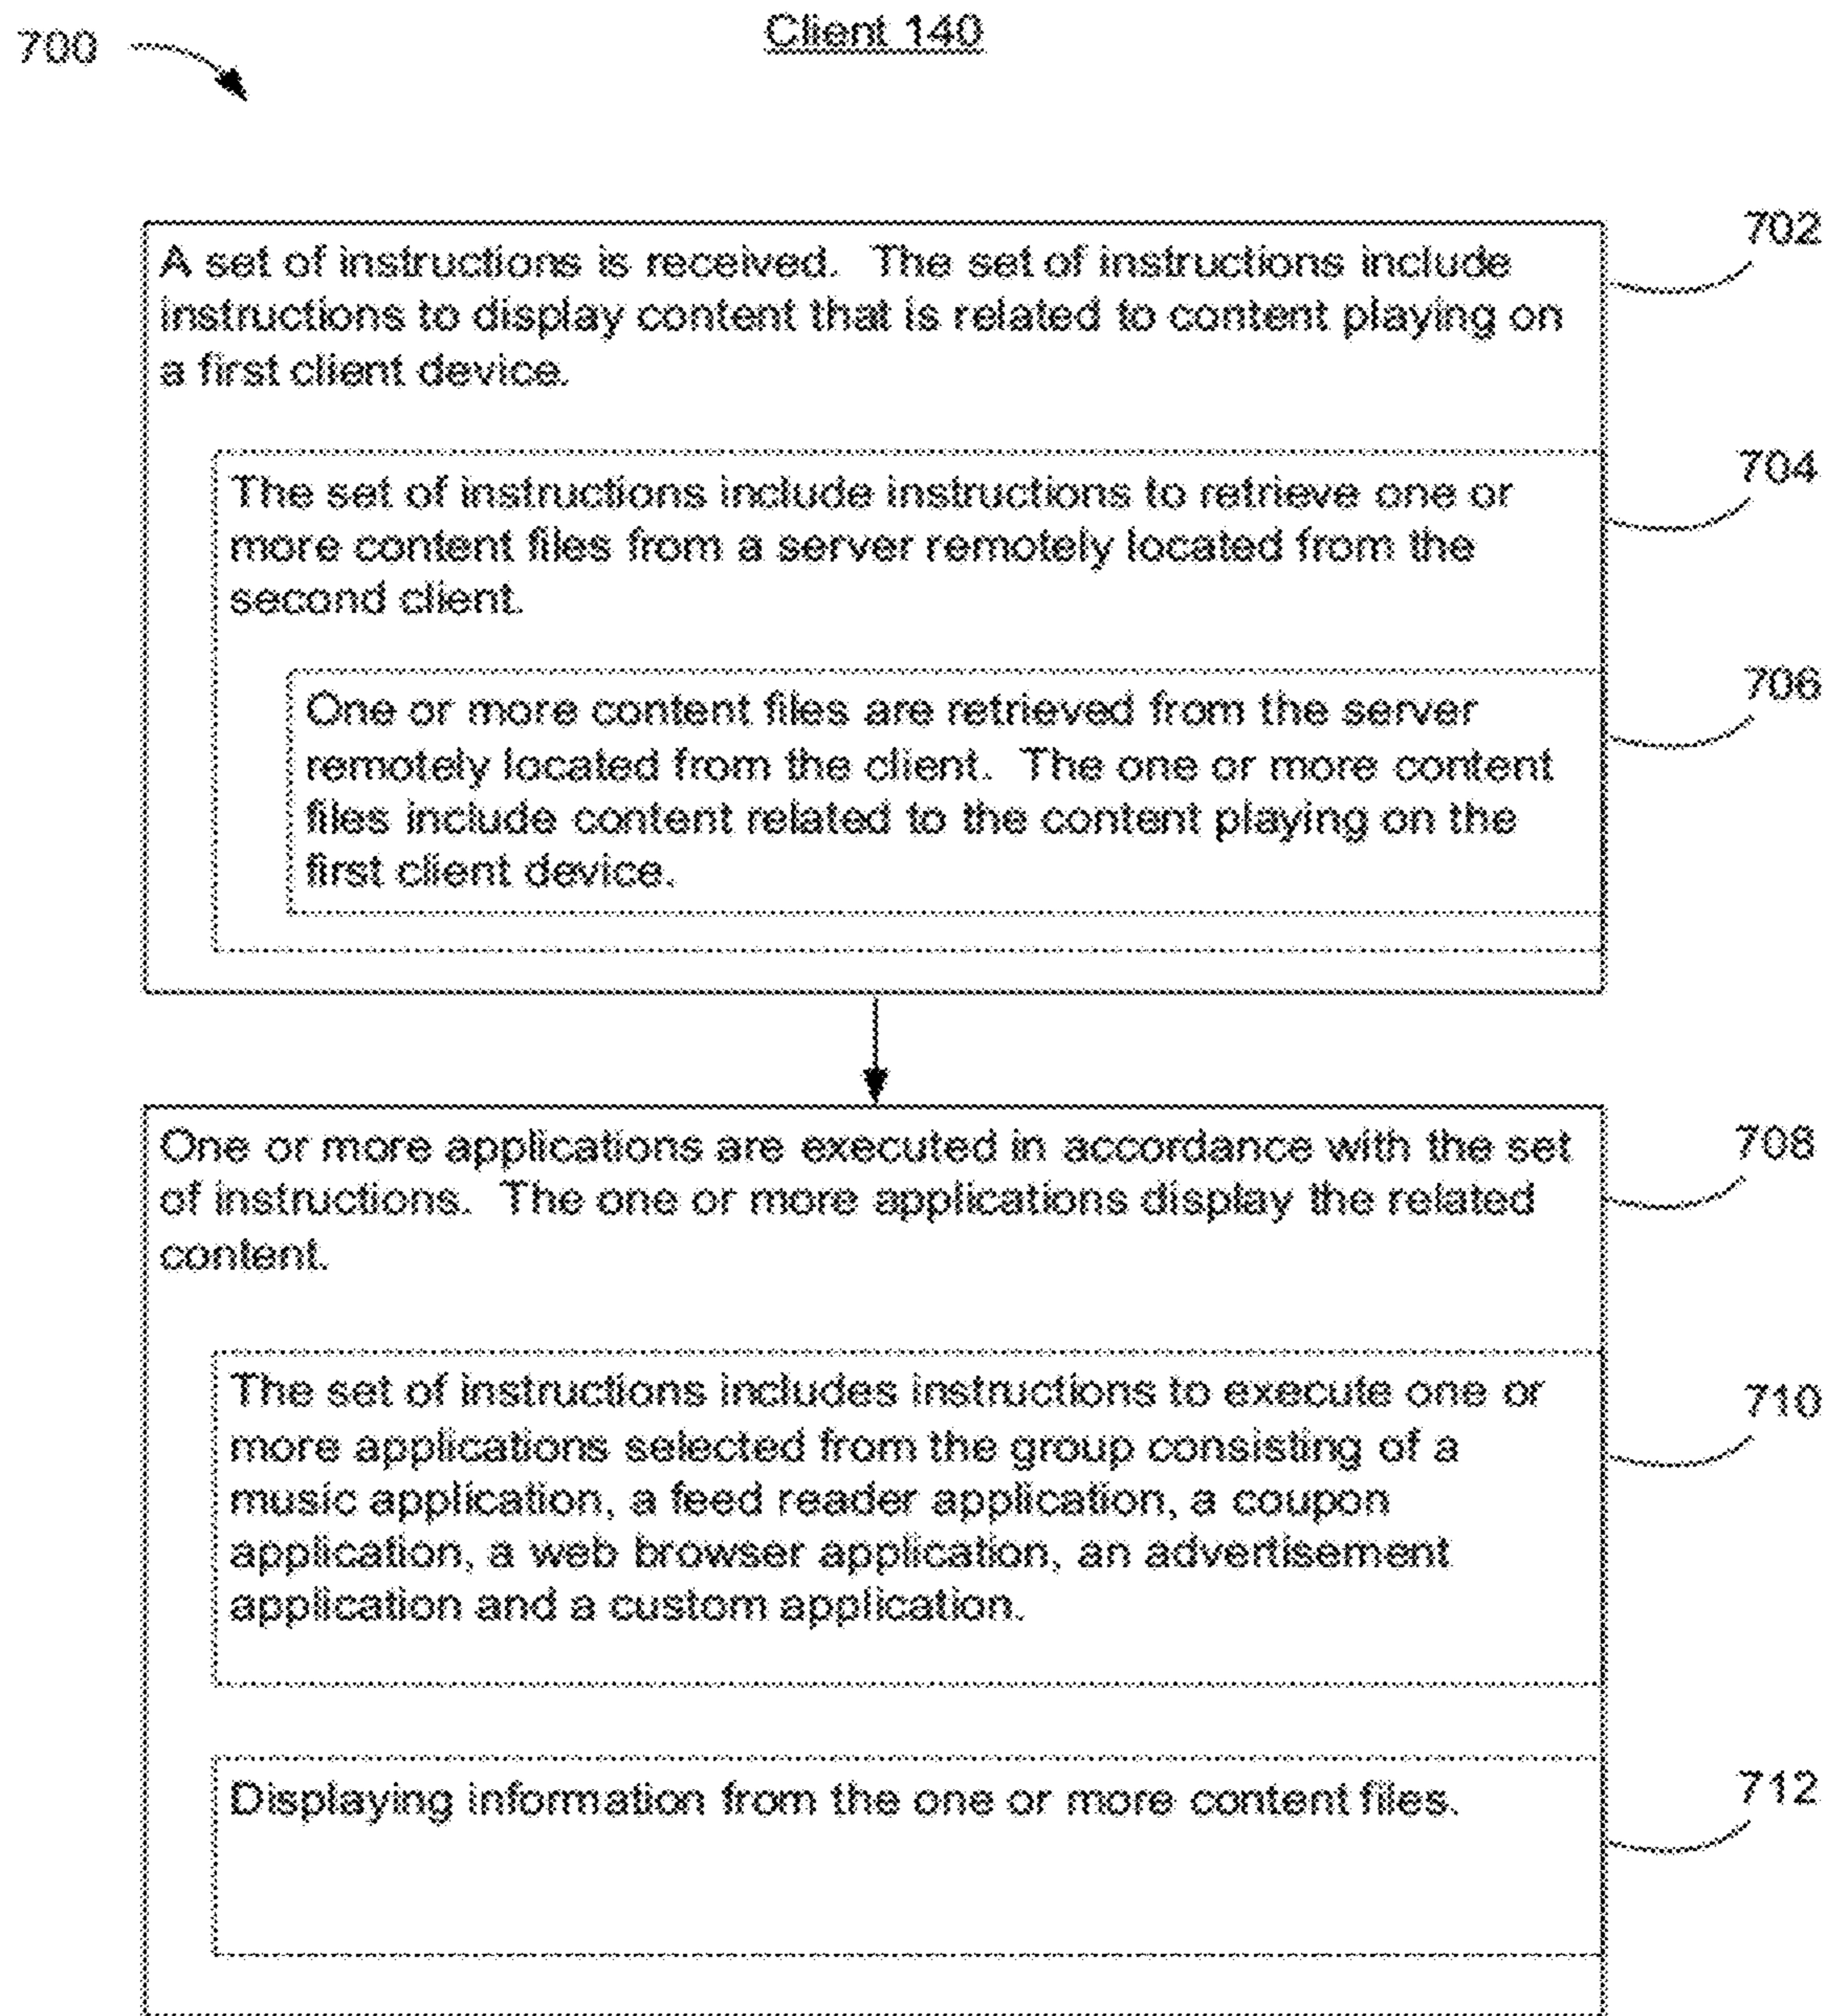 Client 140
700
A set of instructions is received. The set of instructions include
instructions to display content that is related to content playing on
a first client device.
702
The set of instructions include instructions to retrieve one or
more content files from a server remotely located from the
second client.
704
One or more content files are retrieved from the server
remotely located from the client. The one or more content
files include content related to the content playing on the
first client device.
706
One or more applications are executed in accordance with the set
of instructions. The one or more applications display the related
content.
708
The set of instructions includes instructions to execute one or
more applications selected from the group consisting of a
music application, a feed reader application, a coupon
application, a web browser application, an advertisement
application and a custom application.
710
Displaying information from the one or more content files.
712